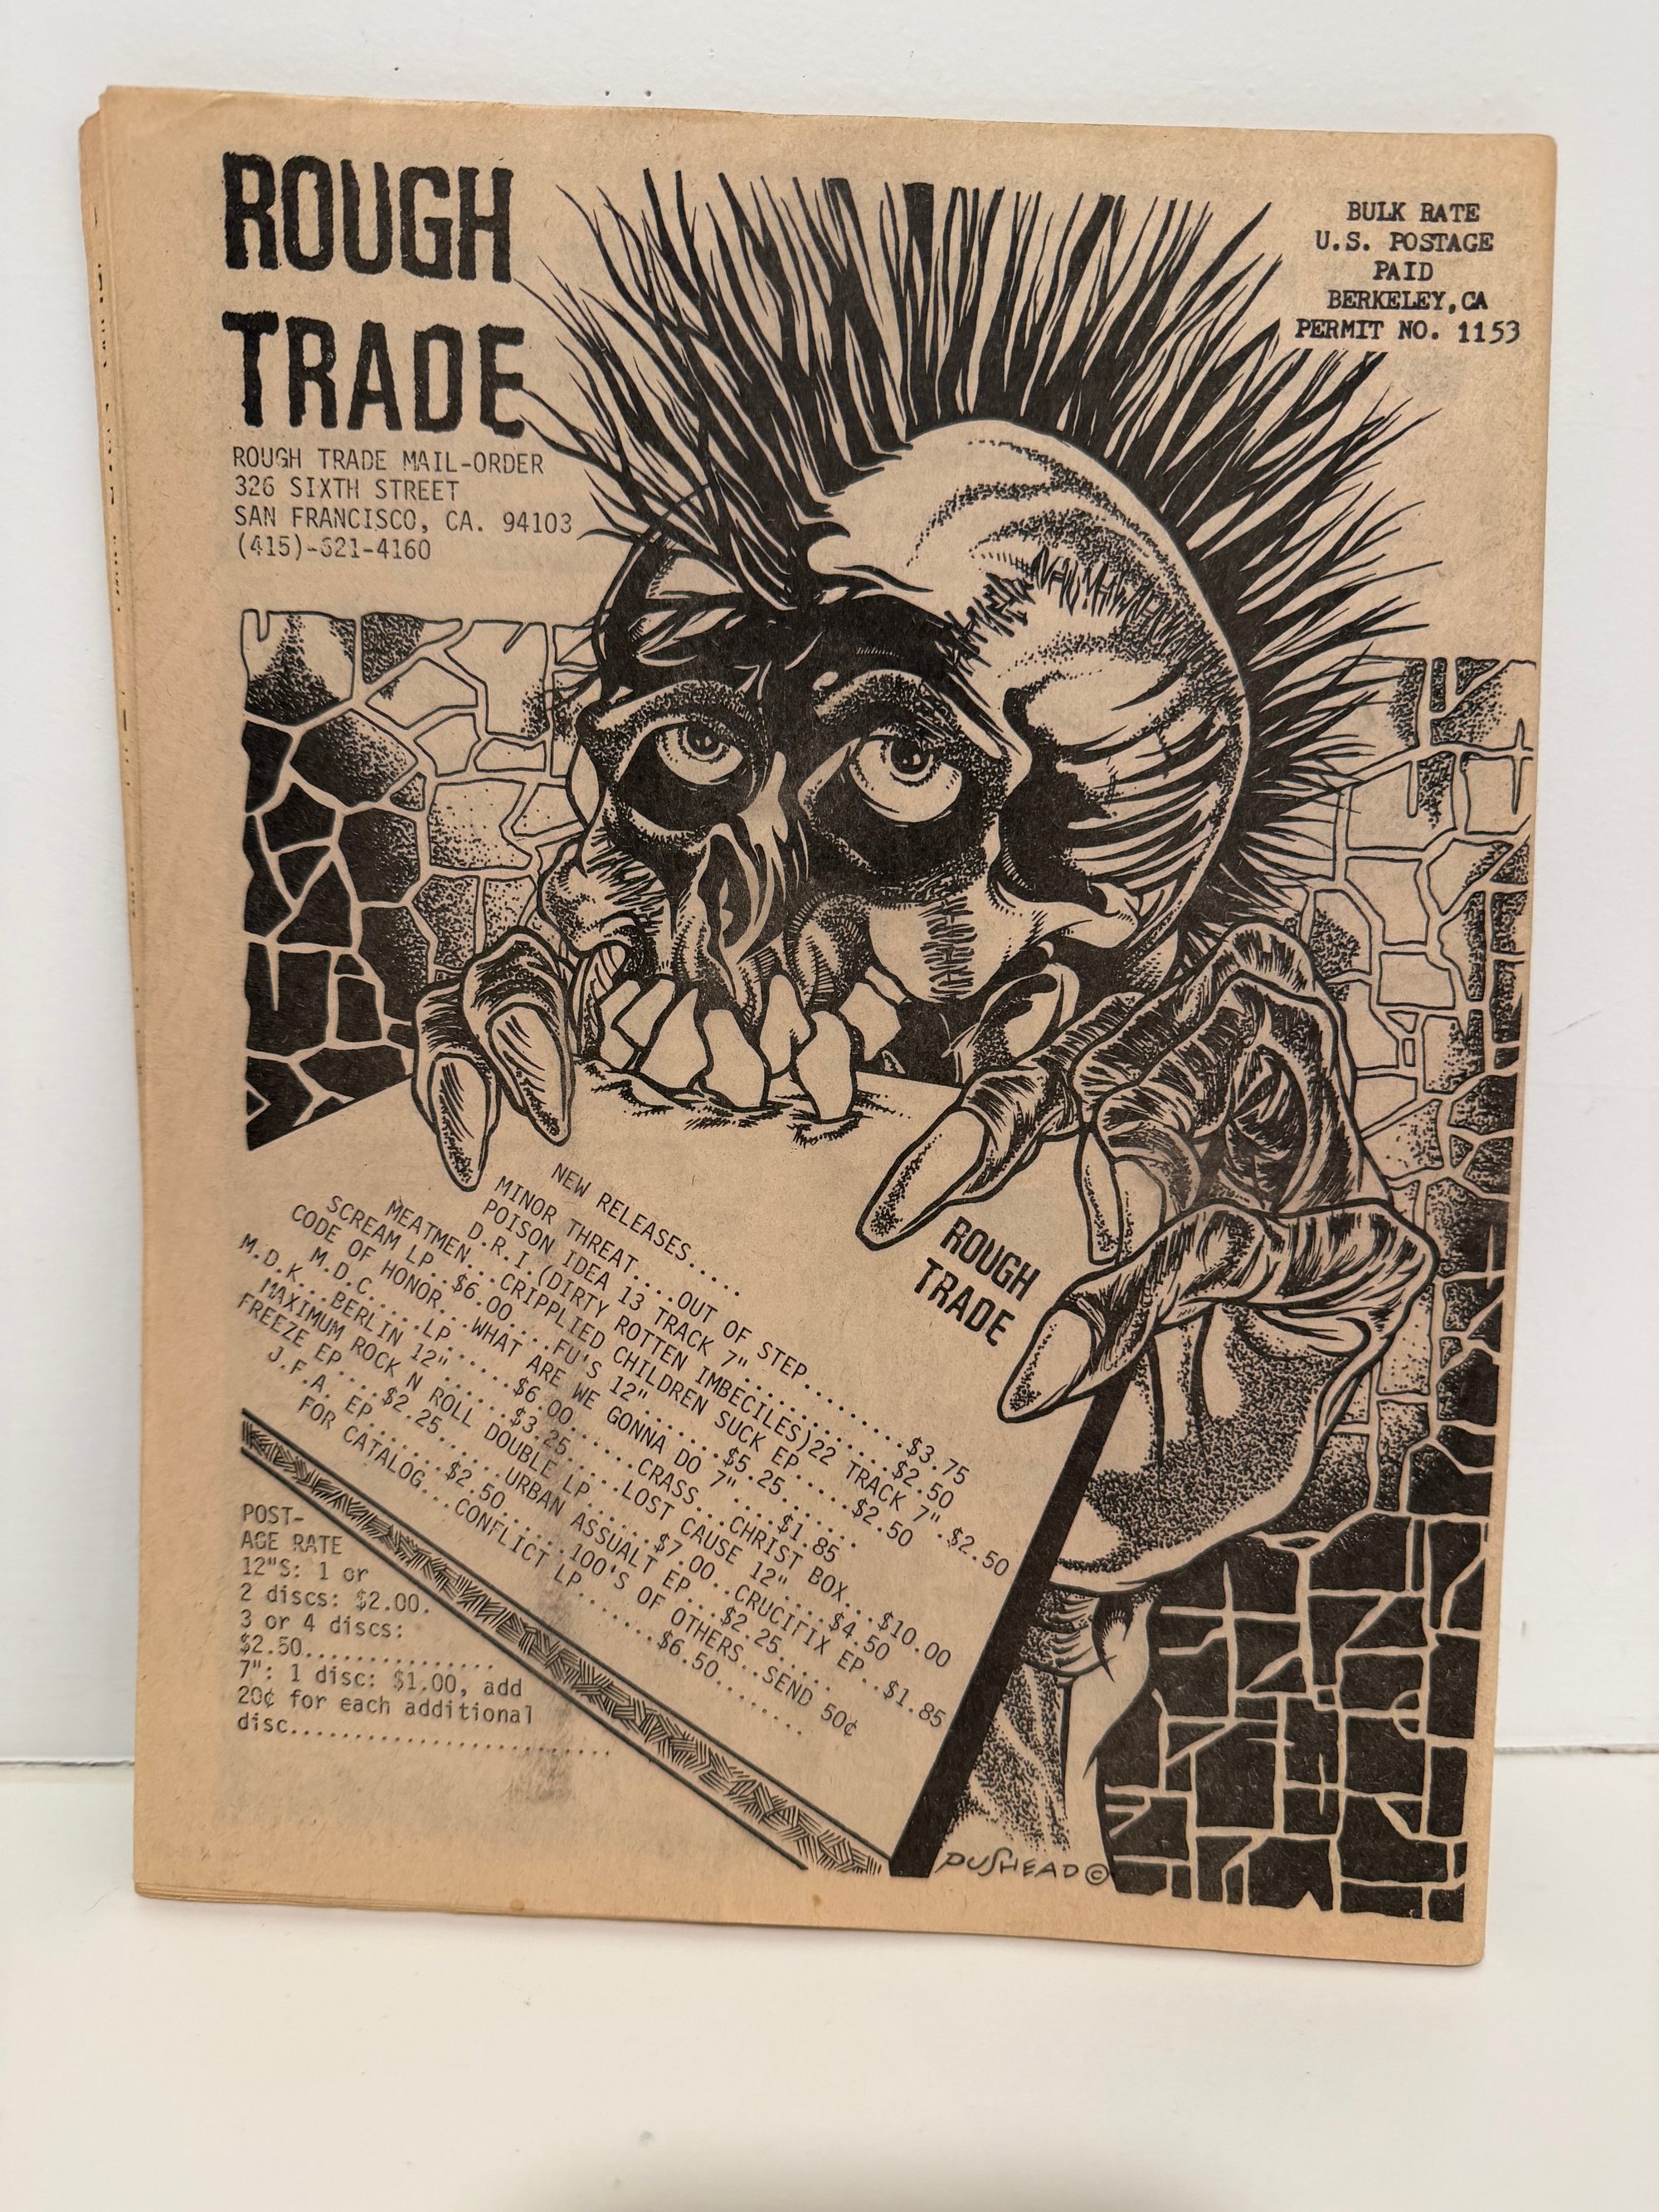 ROUGH
TRADE
ROUGH TRADE MAIL-ORDER
326 SIXTH STREET
SAN FRANCISCO, CA. 94103
(415)-621-4160
BULK RATE
U.S. POSTAGE
PAID
BERKELEY,CA
PERMIT NO. 1153
NEW RELEASES.....
MINOR THREAT...OUT OF STEP..........$3.75
POISON IDEA 13 TRACK 7"..............$2.50
D.R.I.(DIRTY ROTTEN IMBECILES)22 TRACK 7".$2.50
MEATMEN...CRIPPLIED CHILDREN SUCK EP.....$2.50
SCREAM LP..$6.00....FU'S 12"........$5.25......
CODE OF HONOR...WHAT ARE WE GONNA DO 7"....$1.85
M.D.C.....LP......$6.00......CRASS...CHRIST BOX...$10.00
M.D.K...BERLIN 12"......$3.25.....LOST CAUSE 12"....$4.50
MAXIMUM ROCK N ROLL DOUBLE LP......$7.00..CRUCIFIX EP..$1.85
FREEZE EP....$2.25......URBAN ASSUALT EP...$2.25.....
J.F.A. EP.......$2.50......100'S OF OTHERS..SEND 50¢
FOR CATALOG...CONFLICT LP.......$6.50........
ROUGH
TRADE
POST-
AGE RATE
12"S: 1 or
2 discs: $2.00.
3 or 4 discs:
$2.50...............
7": 1 disc: $1.00, add
20¢ for each additional
disc.........................
PUSHEAD ©